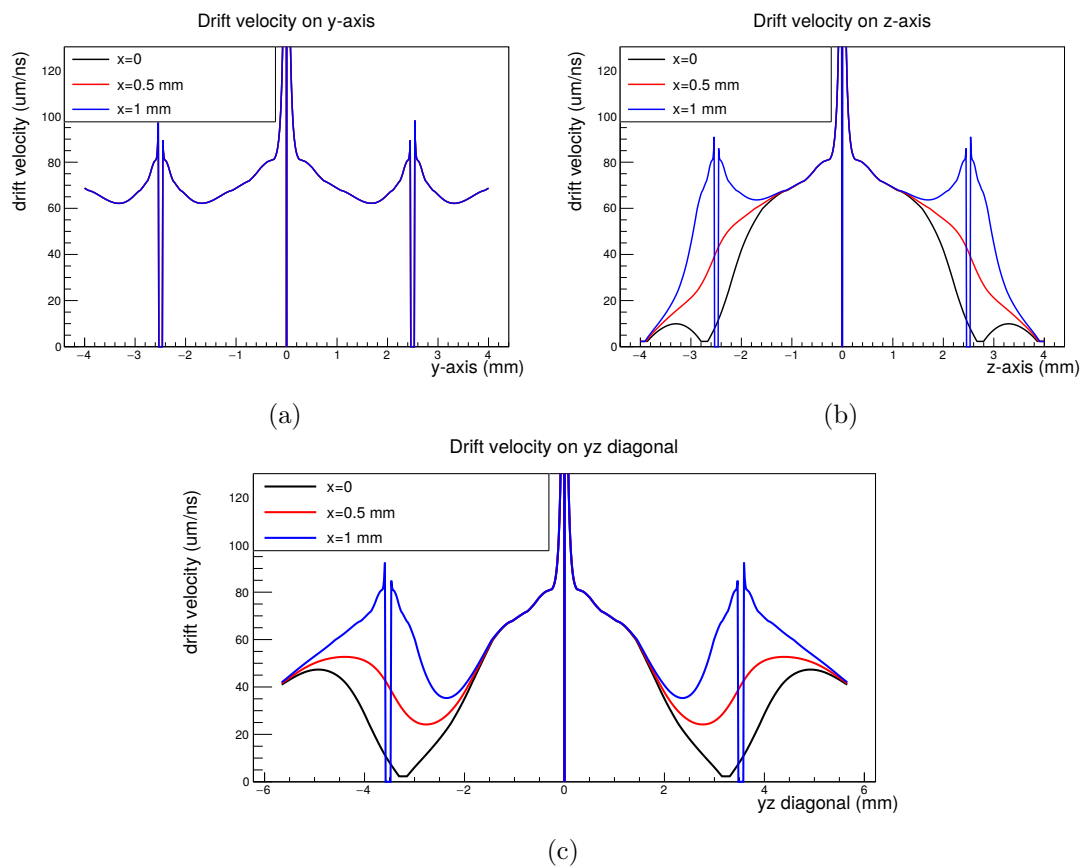 Drift velocity on y-axis
drift velocity (um/ns)
x=0
x=0.5 mm
x=1 mm
120
100
80
60
40
20
0
−4 −3 −2 −1 0 1 2 3 4
y-axis (mm)
(a)
Drift velocity on z-axis
drift velocity (um/ns)
x=0
x=0.5 mm
x=1 mm
120
100
80
60
40
20
0
−4 −3 −2 −1 0 1 2 3 4
z-axis (mm)
(b)
Drift velocity on yz diagonal
drift velocity (um/ns)
x=0
x=0.5 mm
x=1 mm
120
100
80
60
40
20
0
−6 −4 −2 0 2 4 6
yz diagonal (mm)
(c)